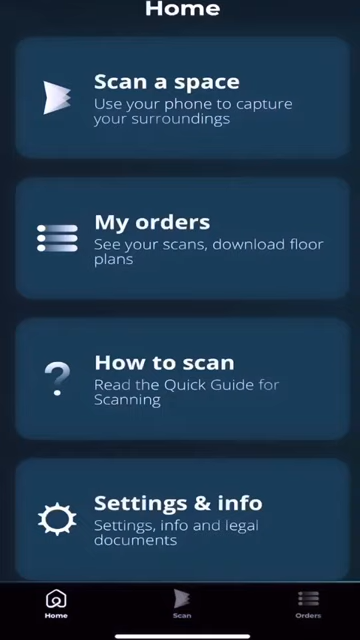 Home
Scan a space
Use your phone to capture
your surroundings
My orders
See your scans, download floor
plans
?
How to scan
Read the Quick Guide for
Scanning
Settings & info
Settings, info and legal
documents
Home
Scan
Orders